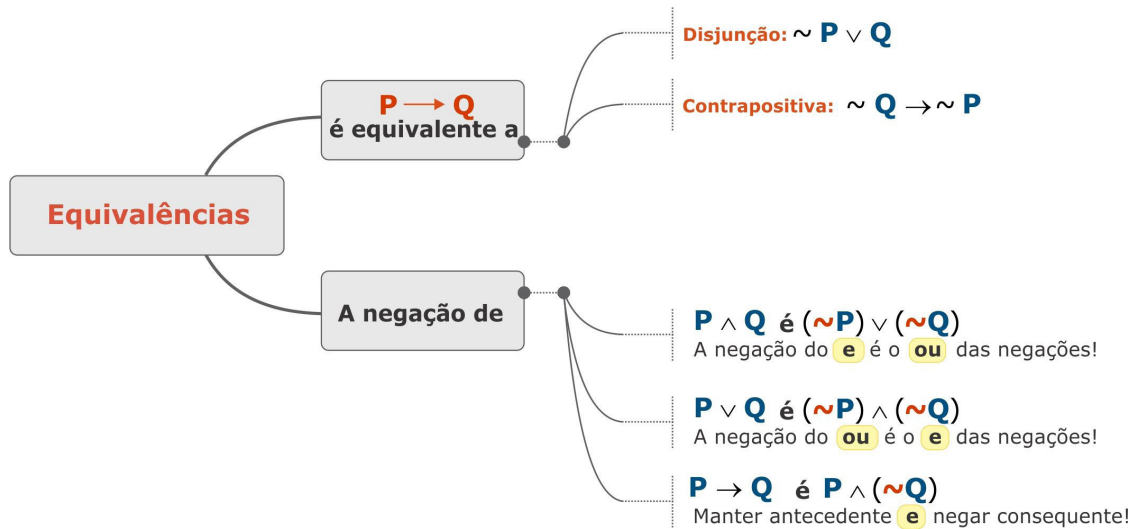 Equivalências
P → Q
é equivalente a
Disjunção: ~ P ∨ Q
Contrapositiva: ~ Q → ~ P
A negação de
P ∧ Q é (~P) ∨ (~Q)
A negação do e é o ou das negações!
P ∨ Q é (~P) ∧ (~Q)
A negação do ou é o e das negações!
P → Q é P ∧ (~Q)
Manter antecedente e negar consequente!